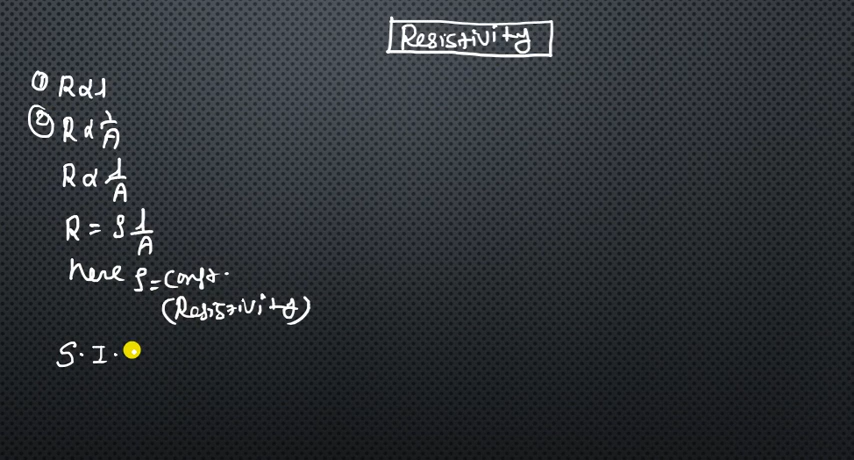 Resistivity
① R α l
② R α 1/A
R α l/A
R = ρ l/A
here ρ = const.
(Resistivity)
S.I.